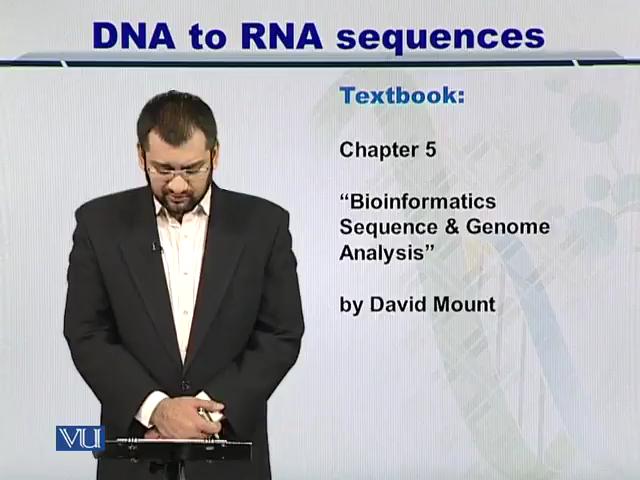 DNA to RNA sequences
Textbook:
Chapter 5
“Bioinformatics
Sequence & Genome
Analysis”
by David Mount
VU